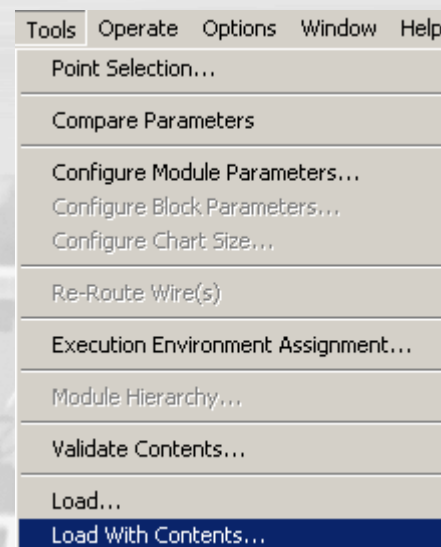 Tools Operate Options Window Help
Point Selection...
Compare Parameters
Configure Module Parameters...
Configure Block Parameters...
Configure Chart Size...
Re-Route Wire(s)
Execution Environment Assignment...
Module Hierarchy...
Validate Contents...
Load...
Load With Contents...